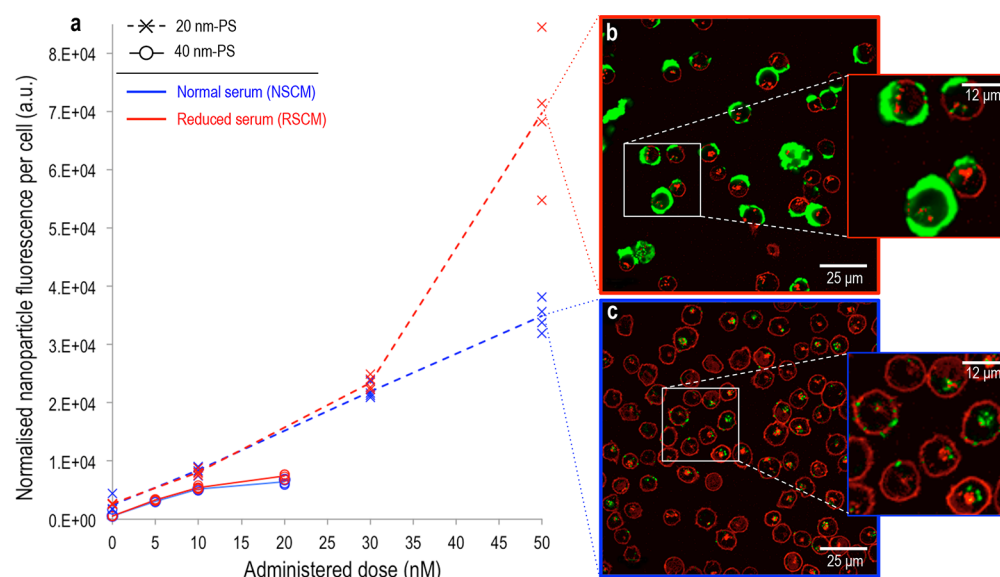 a
20 nm-PS
40 nm-PS
Normal serum (NSCM)
Reduced serum (RSCM)
Normalised nanoparticle fluorescence per cell (a.u.)
8.E+04
7.E+04
6.E+04
5.E+04
4.E+04
3.E+04
2.E+04
1.E+04
0.E+00
0 5 10 15 20 25 30 35 40 45 50
Administered dose (nM)
b
12 µm
25 µm
c
12 µm
25 µm